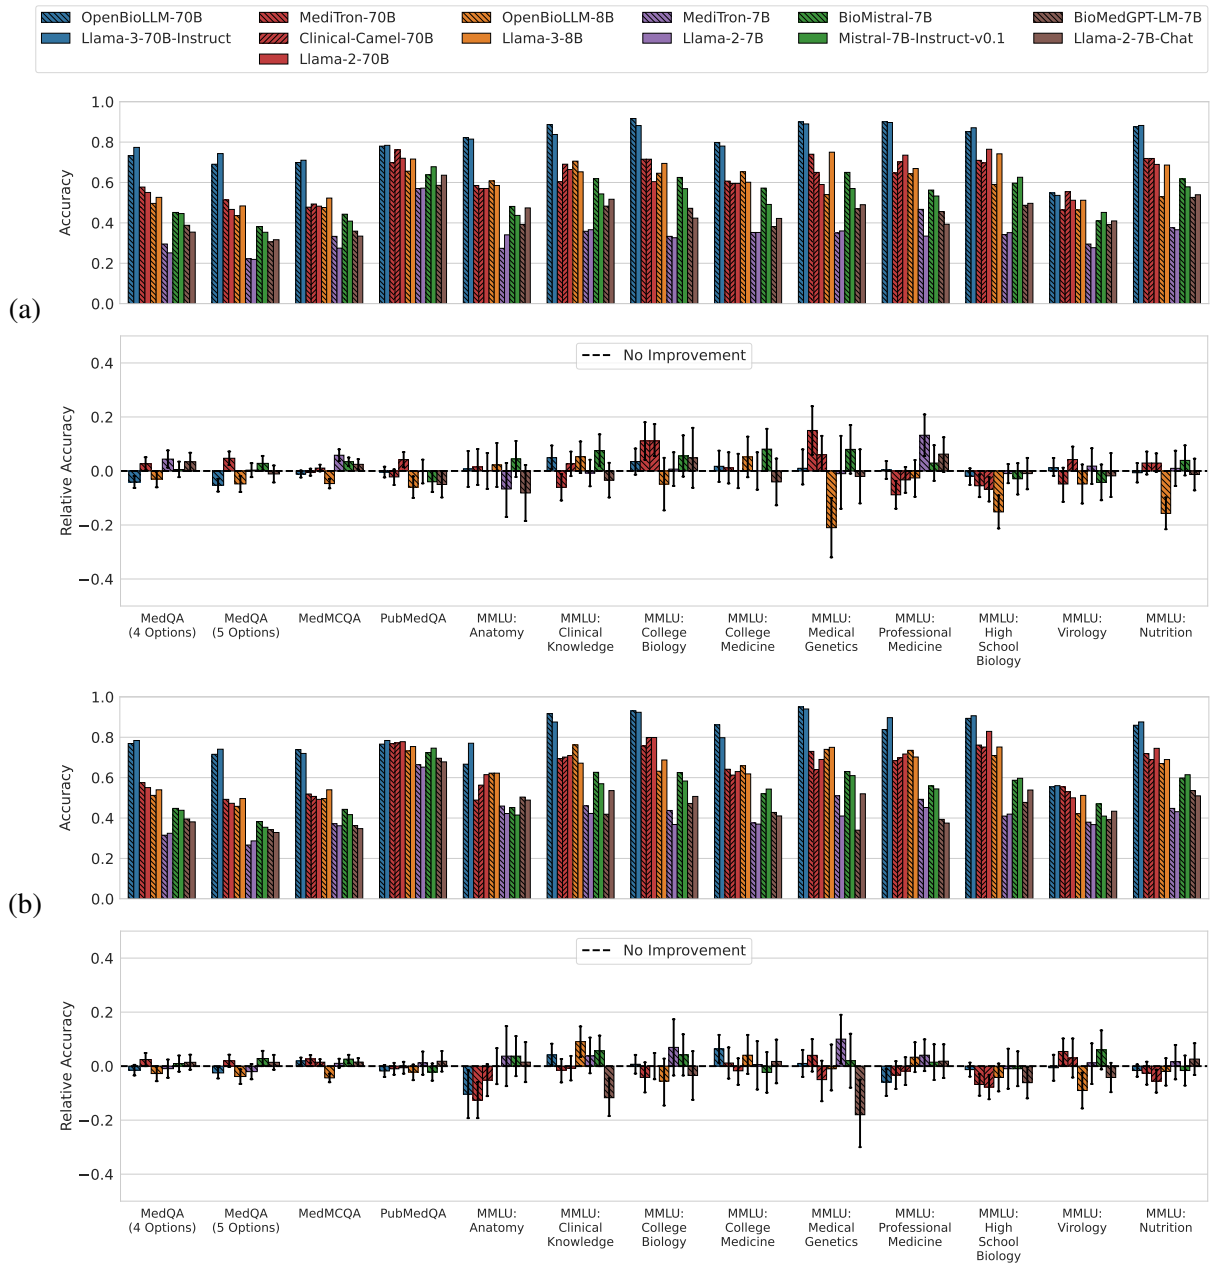 OpenBioLLM-70B MediTron-70B OpenBioLLM-8B MediTron-7B BioMistral-7B BioMedGPT-LM-7B
Llama-3-70B-Instruct Clinical-Camel-70B Llama-3-8B Llama-2-7B Mistral-7B-Instruct-v0.1 Llama-2-7B-Chat
Llama-2-70B
(a)
Accuracy
1.0
0.8
0.6
0.4
0.2
0.0
Relative Accuracy
0.4
0.2
0.0
−0.2
−0.4
No Improvement
MedQA MedQA MedMCQA PubMedQA MMLU: MMLU: MMLU: MMLU: MMLU: MMLU: MMLU: MMLU: MMLU:
(4 Options) (5 Options) Anatomy Clinical College College Medical Professional High Virology Nutrition
Knowledge Biology Medicine Genetics Medicine School
Biology
(b)
Accuracy
1.0
0.8
0.6
0.4
0.2
0.0
Relative Accuracy
0.4
0.2
0.0
−0.2
−0.4
No Improvement
MedQA MedQA MedMCQA PubMedQA MMLU: MMLU: MMLU: MMLU: MMLU: MMLU: MMLU: MMLU: MMLU:
(4 Options) (5 Options) Anatomy Clinical College College Medical Professional High Virology Nutrition
Knowledge Biology Medicine Genetics Medicine School
Biology